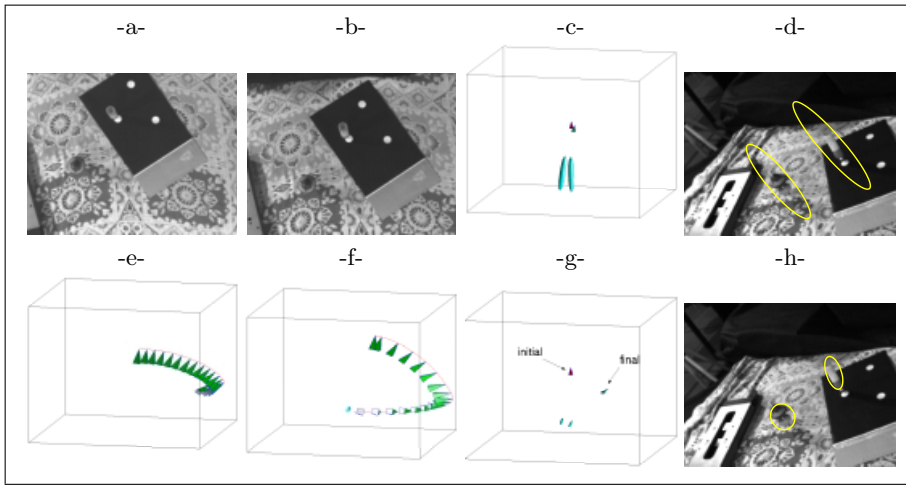 -a-
-b-
-c-
-d-
-e-
-f-
-g-
-h-
initial
final